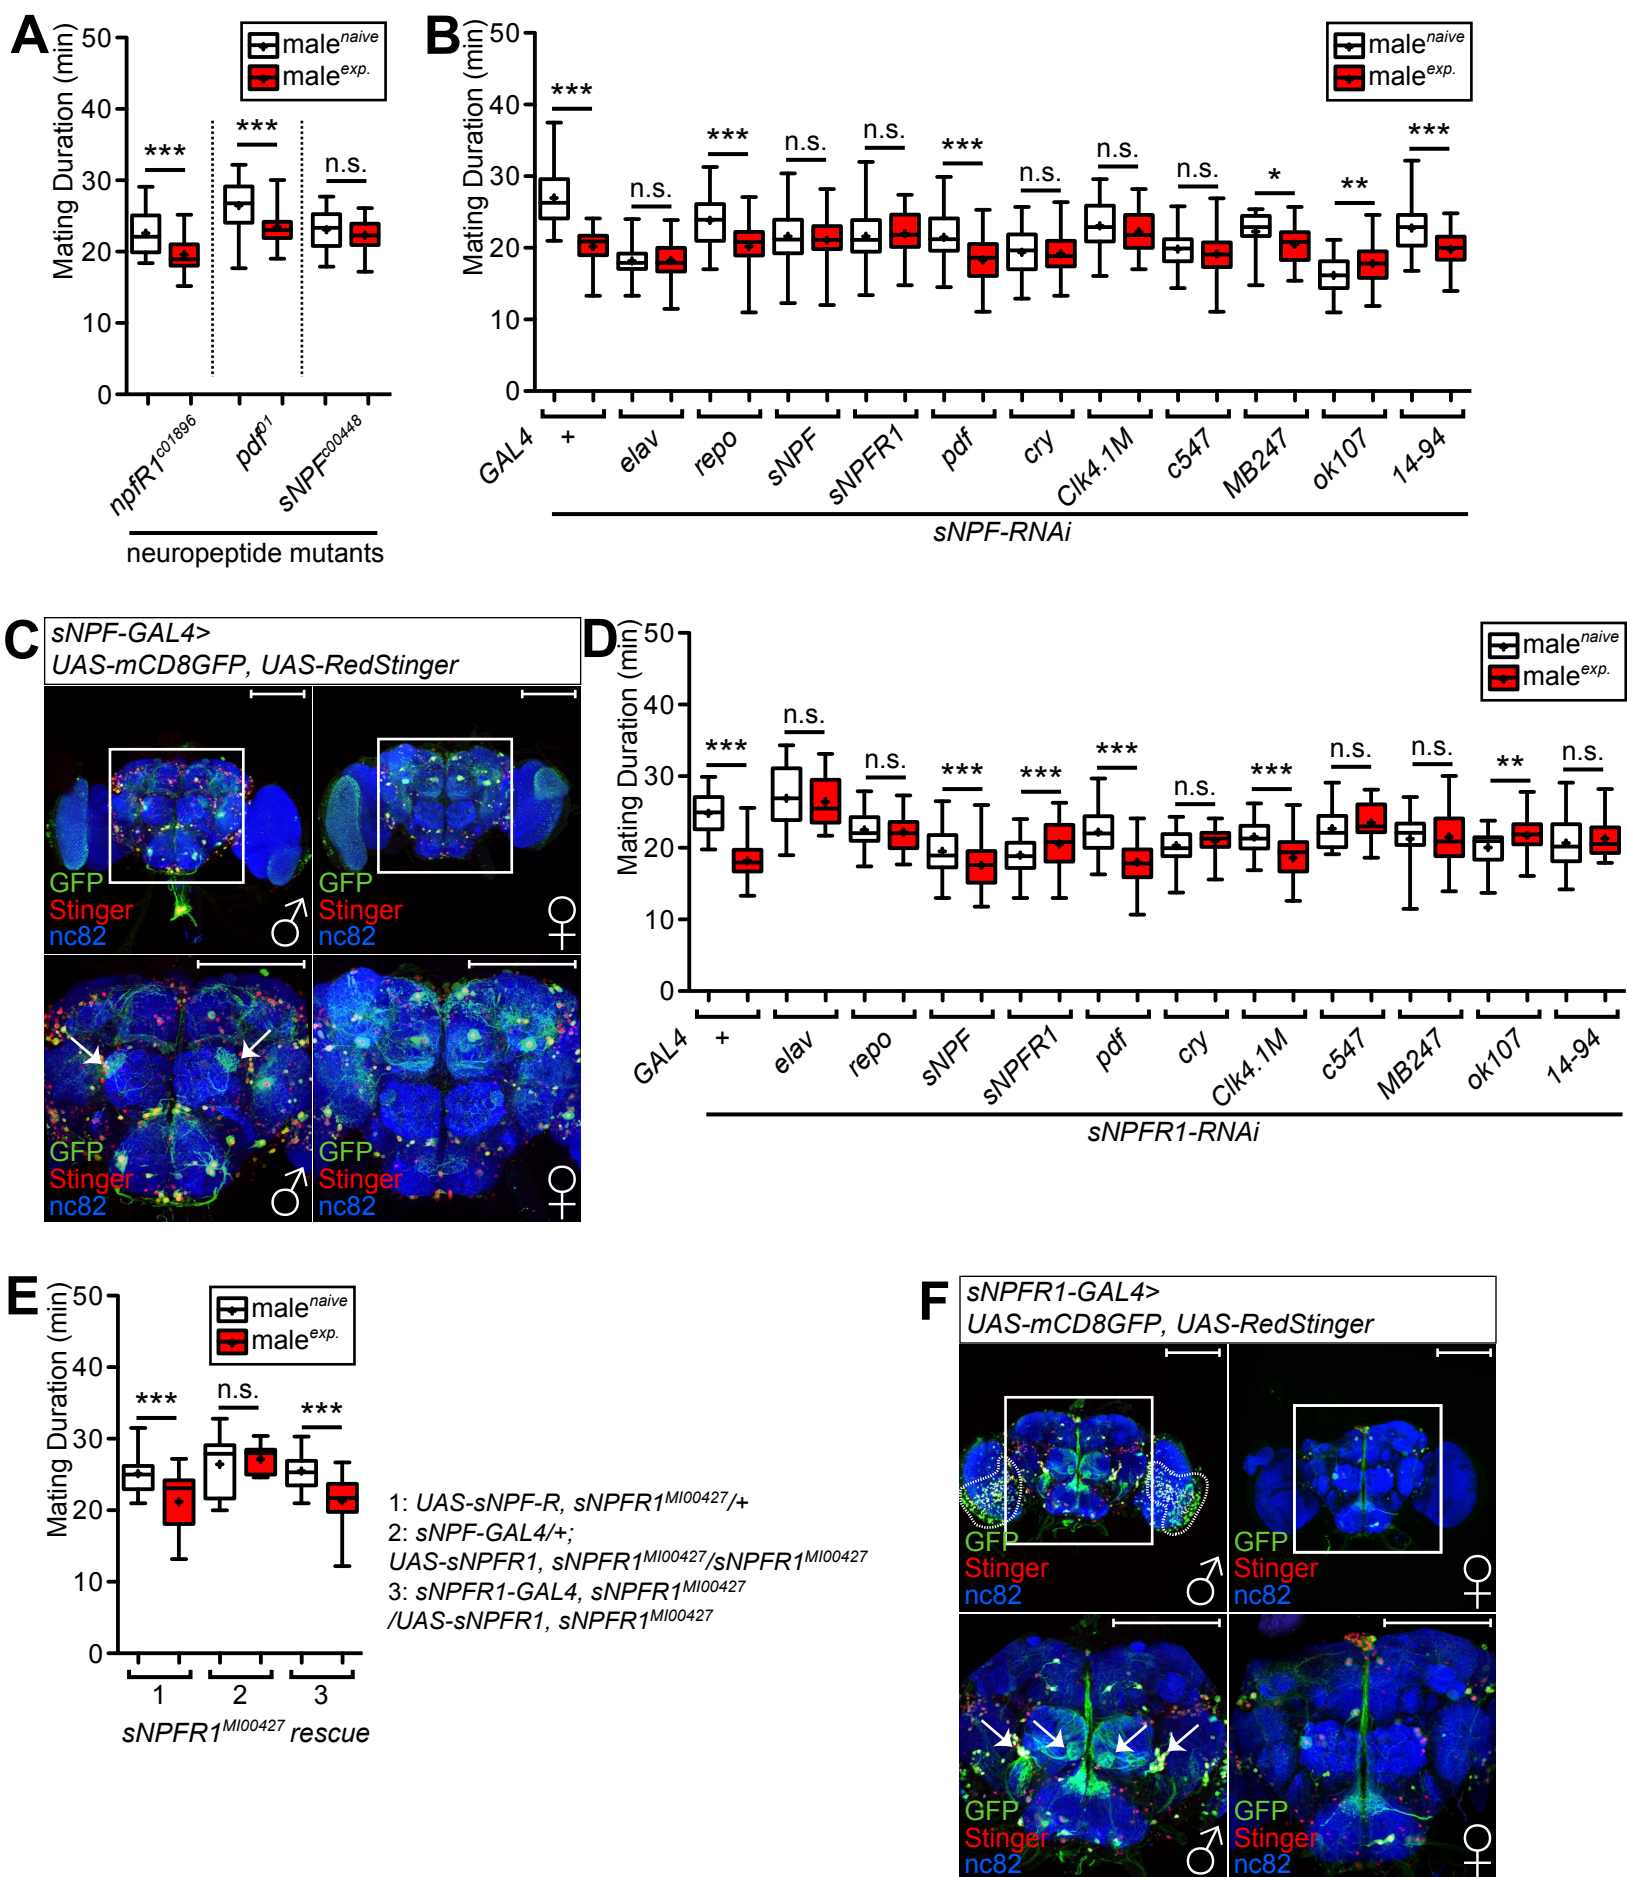 A
Mating Duration (min)
50
40
30
20
10
0
male naive
male exp.
***
***
n.s.
npfR1 c01896
pdf 01
sNPF c00448
neuropeptide mutants
B
Mating Duration (min)
50
40
30
20
10
0
male naive
male exp.
***
n.s.
***
n.s.
n.s.
***
n.s.
n.s.
n.s.
*
**
***
GAL4
+
elav
repo
sNPF
sNPFR1
pdf
cry
Clk4.1M
c547
MB247
ok107
14-94
sNPF-RNAi
C
sNPF-GAL4>
UAS-mCD8GFP, UAS-RedStinger
GFP
Stinger
nc82
♂
GFP
Stinger
nc82
♀
GFP
Stinger
nc82
♂
GFP
Stinger
nc82
♀
D
Mating Duration (min)
50
40
30
20
10
0
male naive
male exp.
***
n.s.
n.s.
***
***
***
n.s.
***
n.s.
n.s.
**
n.s.
GAL4
+
elav
repo
sNPF
sNPFR1
pdf
cry
Clk4.1M
c547
MB247
ok107
14-94
sNPFR1-RNAi
E
Mating Duration (min)
50
40
30
20
10
0
male naive
male exp.
***
n.s.
***
1
2
3
sNPFR1 MI00427 rescue
1: UAS-sNPF-R, sNPFR1 MI00427/+
2: sNPF-GAL4/+;
UAS-sNPFR1, sNPFR1 MI00427/sNPFR1 MI00427
3: sNPFR1-GAL4, sNPFR1 MI00427
/UAS-sNPFR1, sNPFR1 MI00427
F
sNPFR1-GAL4>
UAS-mCD8GFP, UAS-RedStinger
GFP
Stinger
nc82
♂
GFP
Stinger
nc82
♀
GFP
Stinger
nc82
♂
GFP
Stinger
nc82
♀